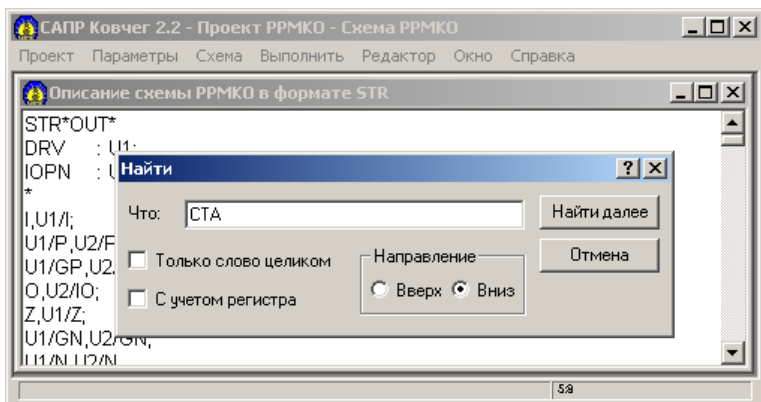 САПР Ковчег 2.2 - Проект РРМКО - Схема РРМКО
Проект Параметры Схема Выполнить Редактор Окно Справка
Описание схемы РРМКО в формате STR
STR*OUT*
DRV : U1;
IOPN :
*
I,U1/I;
U1/P,U2/
U1/GP,U2
O,U2/IO;
Z,U1/Z;
U1/GN,U2/GN;
U1/N,U2/N
Найти
Что: СТА
Найти далее
Только слово целиком
Направление
Отмена
С учетом регистра
Вверх Вниз
5:9